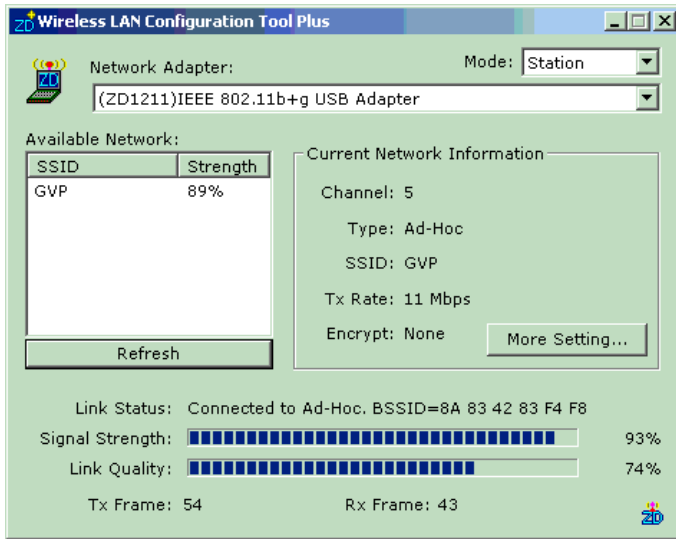 ZD Wireless LAN Configuration Tool Plus
ZD
Network Adapter:
Mode: Station
(ZD1211)IEEE 802.11b+g USB Adapter
Available Network:
SSID Strength
GVP 89%
Refresh
Current Network Information
Channel: 5
Type: Ad-Hoc
SSID: GVP
Tx Rate: 11 Mbps
Encrypt: None
More Setting...
Link Status: Connected to Ad-Hoc. BSSID=8A 83 42 83 F4 F8
Signal Strength: 93%
Link Quality: 74%
Tx Frame: 54 Rx Frame: 43
ZD